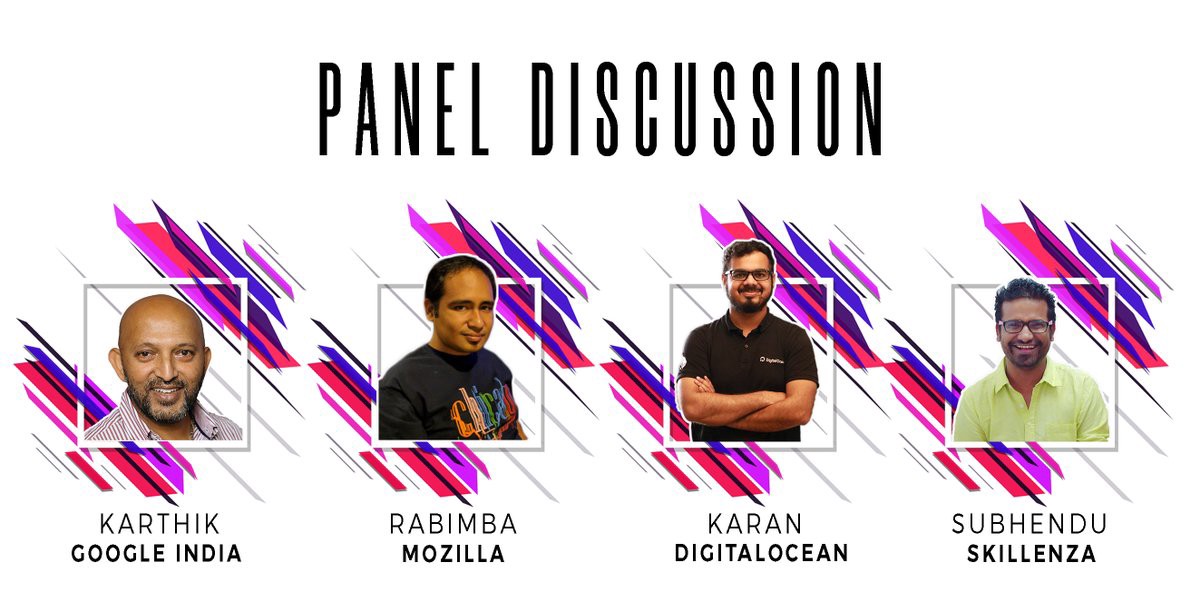 PANEL DISCUSSION
KARTHIK
GOOGLE INDIA
RABIMBA
MOZILLA
KARAN
DIGITALOCEAN
SUBHENDU
SKILLENZA